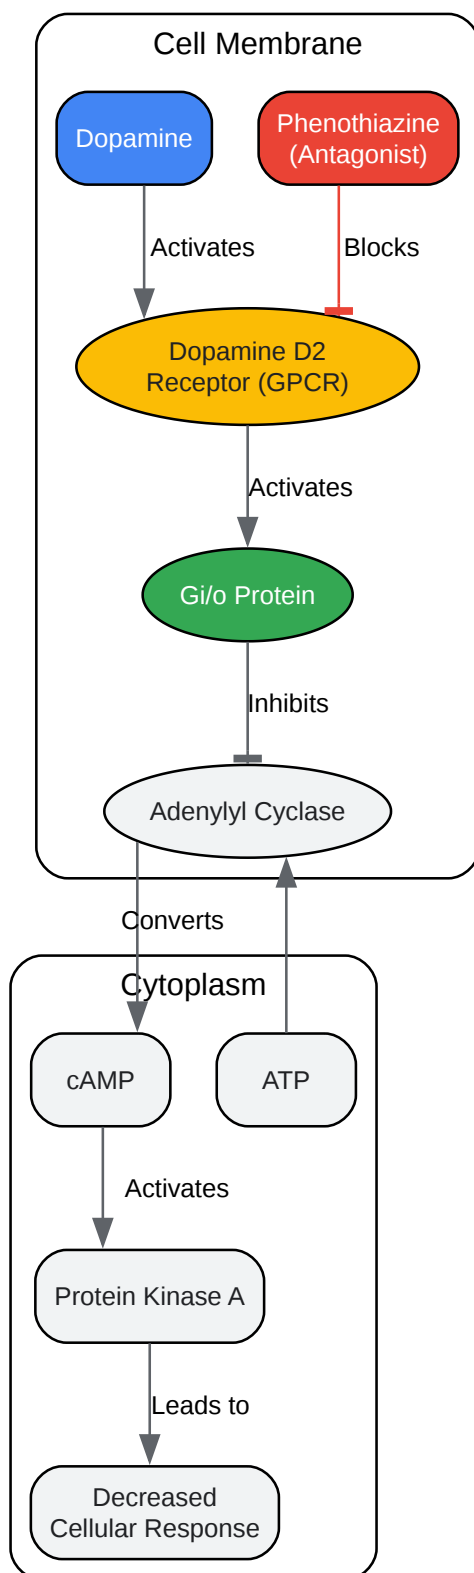 Cell Membrane
Dopamine
Phenothiazine
(Antagonist)
Activates
Blocks
Dopamine D2
Receptor (GPCR)
Activates
Gi/o Protein
Inhibits
Adenylyl Cyclase
Converts
Cytoplasm
cAMP
ATP
Activates
Protein Kinase A
Leads to
Decreased
Cellular Response